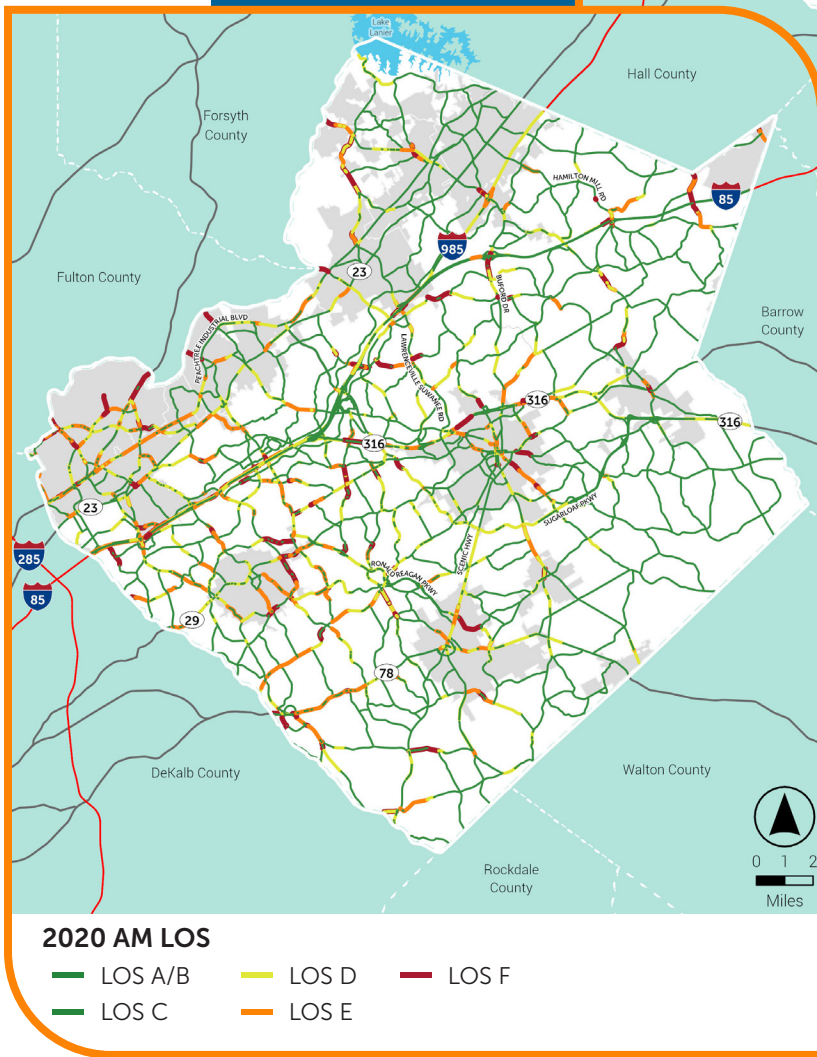 Lake
Lanier
Hall County
Forsyth
County
HAMILTON MILL RD
85
985
23
Fulton County
BUFORD DR
Barrow
County
PEACHTREE INDUSTRIAL BLVD
LAWRENCEVILLE SUWANEE RD
316
316
316
23
SUGARLOAF PKWY
SCENIC HWY
285
RONALD REAGAN PKWY
85
29
78
DeKalb County
Walton County
Rockdale
County
0 1 2
Miles
2020 AM LOS
LOS A/B
LOS D
LOS F
LOS C
LOS E